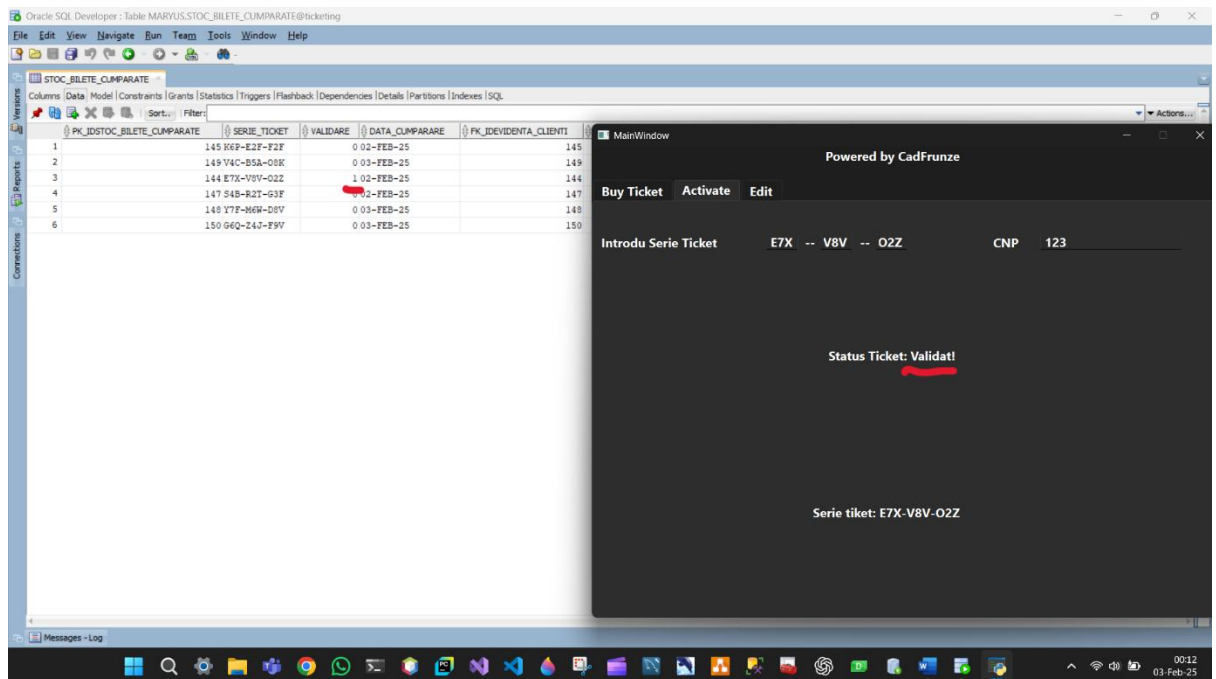 Oracle SQL Developer : Table MARYUS.STOC_BILETE_CUMPARATE@ticketing
File Edit View Navigate Run Team Tools Window Help
STOC_BILETE_CUMPARATE
Columns Data Model Constraints Grants Statistics Triggers Flashback Dependencies Details Partitions Indexes SQL
Sort.. Filter: Actions...
PK_IDSTOC_BILETE_CUMPARATE SERIE_TICKET VALIDARE DATA_CUMPARARE FK_IDEVIDENTA_CLIENTI
1 145 K6P-E2F-F2F 0 02-FEB-25 145
2 149 V4C-B5A-O8K 0 03-FEB-25 149
3 144 E7X-V8V-O2Z 1 02-FEB-25 144
4 147 S4B-R2T-G3F 0 02-FEB-25 147
5 148 Y7F-M6W-D8V 0 03-FEB-25 148
6 150 G6Q-Z4J-F9V 0 03-FEB-25 150
Versions
Reports
Connections
MainWindow
Powered by CadFrunze
Buy Ticket Activate Edit
Introdu Serie Ticket E7X -- V8V -- O2Z CNP 123
Status Ticket: Validat!
Serie tiket: E7X-V8V-O2Z
Messages - Log
00:12
03-Feb-25